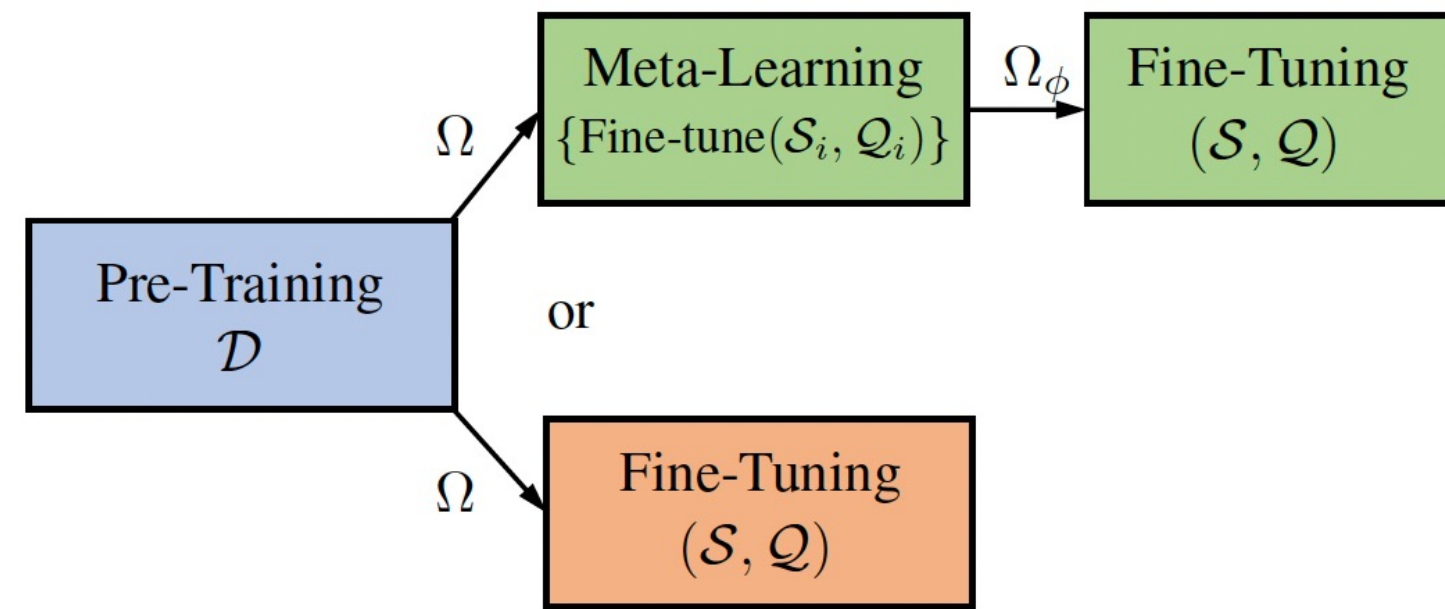 Meta-Learning
{Fine-tune(𝒮ᵢ, 𝒬ᵢ)}
Ω_ϕ
Fine-Tuning
(𝒮, 𝒬)
Ω
Pre-Training
𝒟
or
Ω
Fine-Tuning
(𝒮, 𝒬)